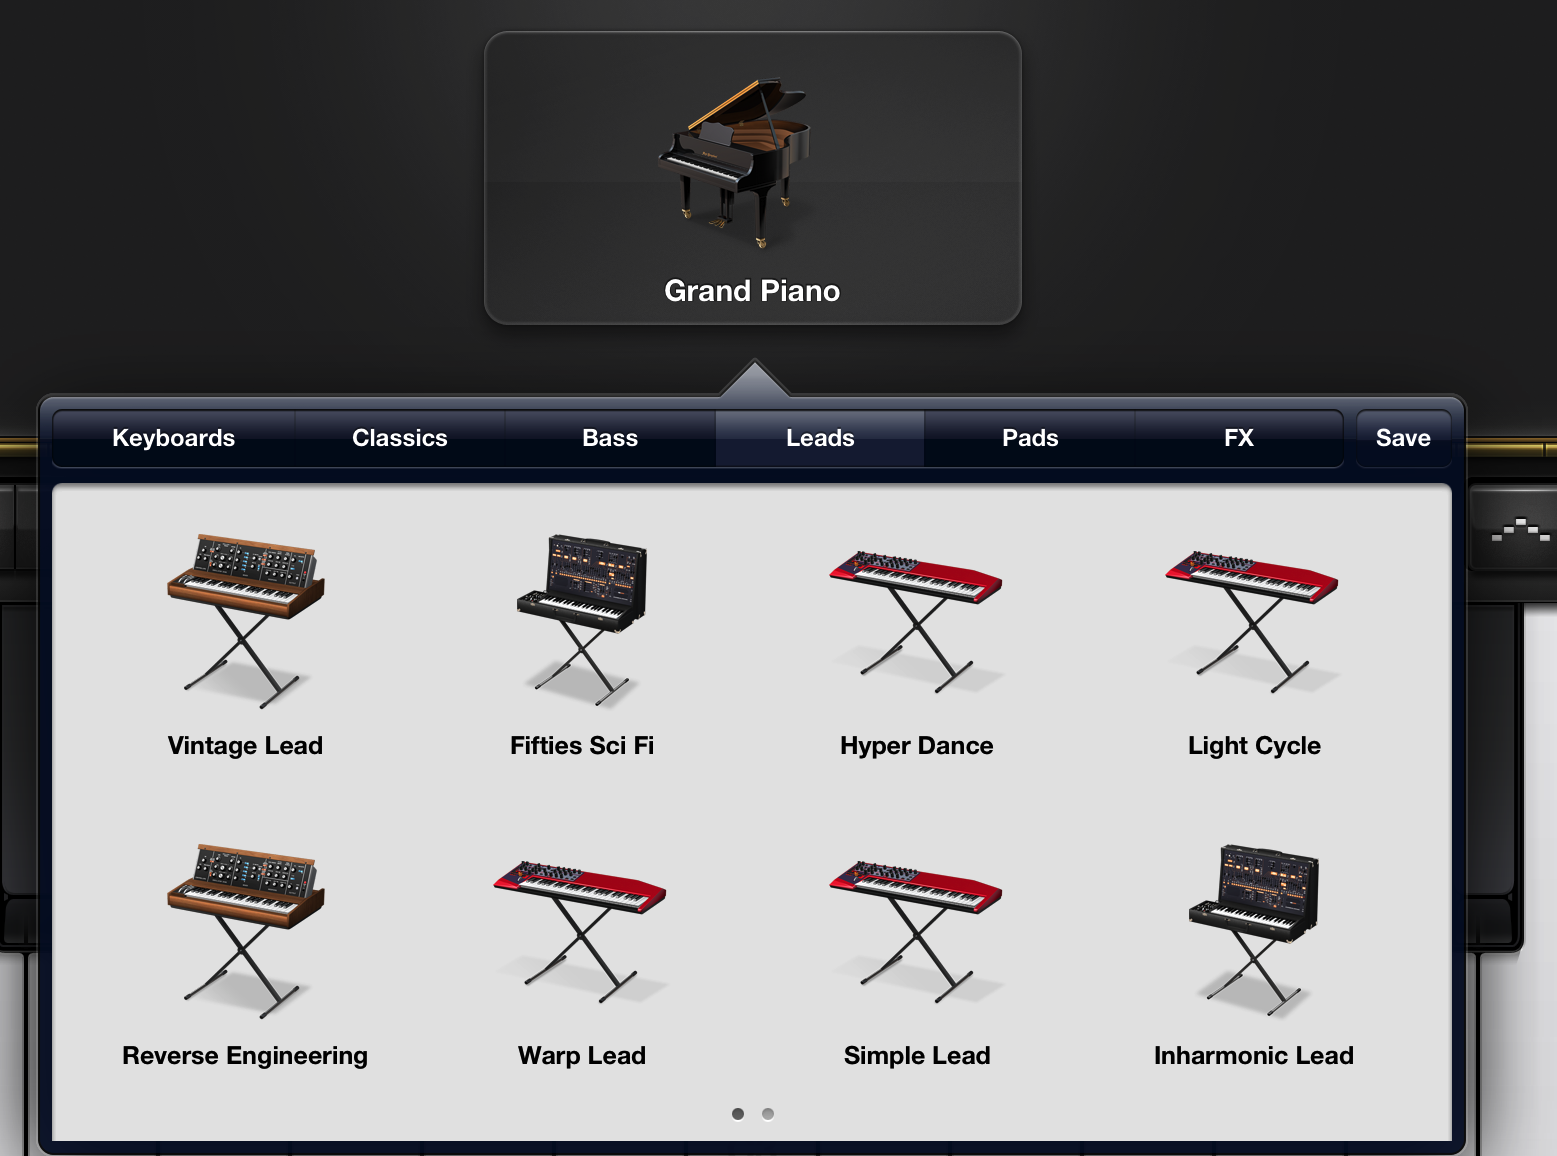 Grand Piano
Keyboards Classics Bass Leads Pads FX Save
Vintage Lead Fifties Sci Fi Hyper Dance Light Cycle
Reverse Engineering Warp Lead Simple Lead Inharmonic Lead